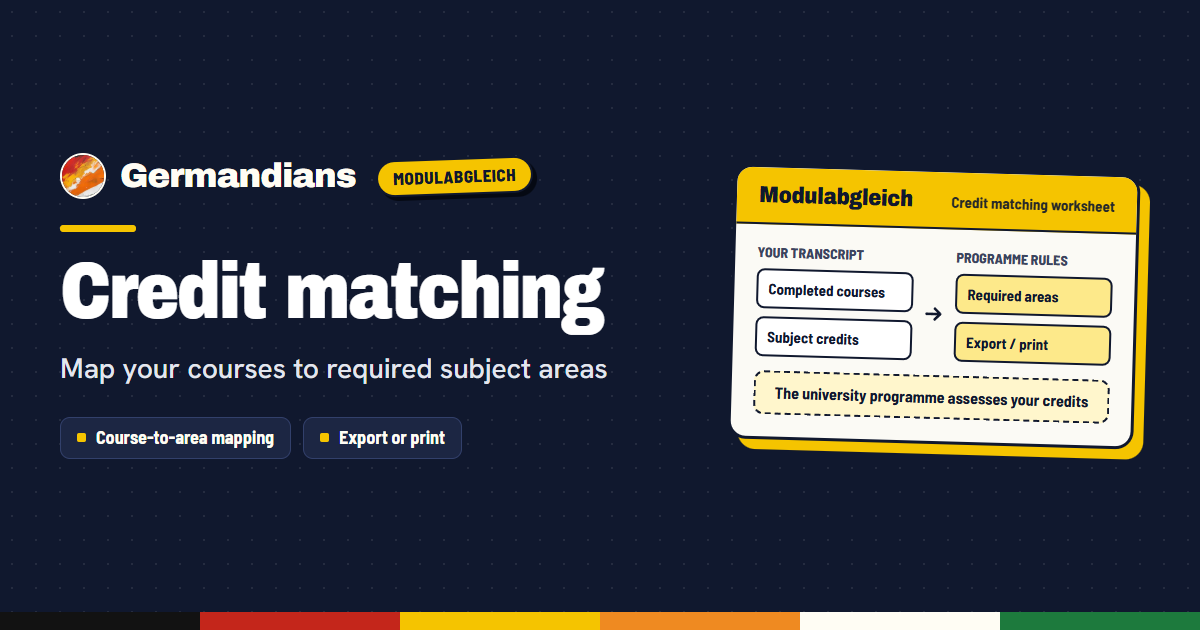 Germandians
MODULABGLEICH
Credit matching
Map your courses to required subject areas
Course-to-area mapping
Export or print
Modulabgleich
Credit matching worksheet
YOUR TRANSCRIPT
PROGRAMME RULES
Completed courses
Required areas
→
Subject credits
Export / print
The university programme assesses your credits